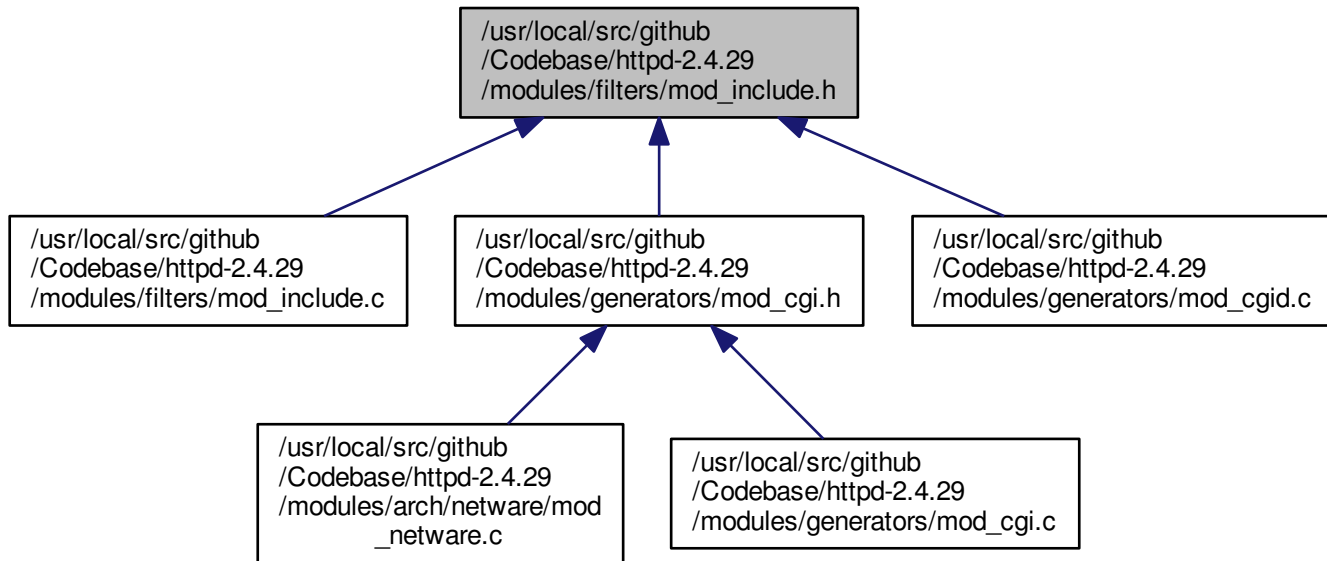 /usr/local/src/github
/Codebase/httpd-2.4.29
/modules/filters/mod_include.h
/usr/local/src/github
/Codebase/httpd-2.4.29
/modules/filters/mod_include.c
/usr/local/src/github
/Codebase/httpd-2.4.29
/modules/generators/mod_cgi.h
/usr/local/src/github
/Codebase/httpd-2.4.29
/modules/generators/mod_cgid.c
/usr/local/src/github
/Codebase/httpd-2.4.29
/modules/arch/netware/mod
_netware.c
/usr/local/src/github
/Codebase/httpd-2.4.29
/modules/generators/mod_cgi.c